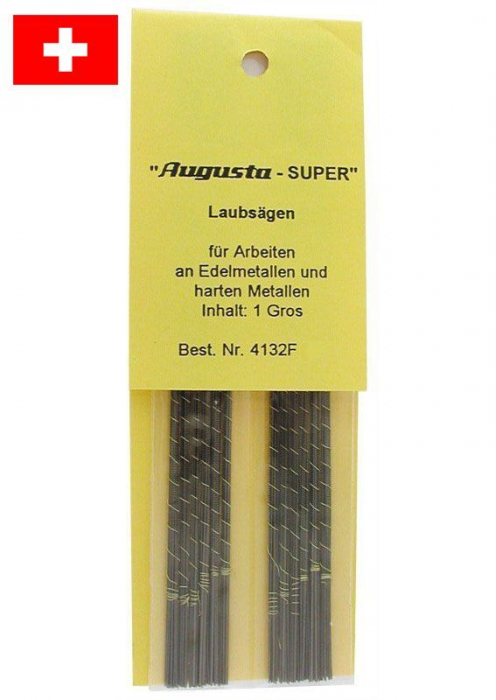 "Augusta - SUPER"
Laubsägen
für Arbeiten
an Edelmetallen und
harten Metallen
Inhalt: 1 Gros
Best. Nr. 4132F